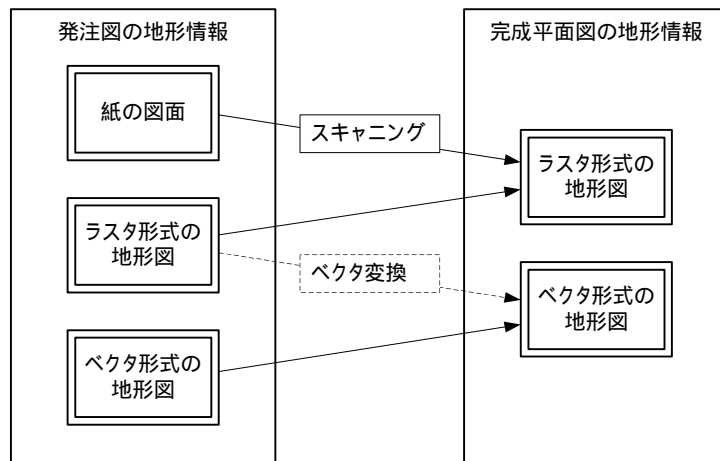 発注図の地形情報
紙の図面
ラスタ形式の
地形図
ベクタ形式の
地形図
スキャニング
ベクタ変換
完成平面図の地形情報
ラスタ形式の
地形図
ベクタ形式の
地形図